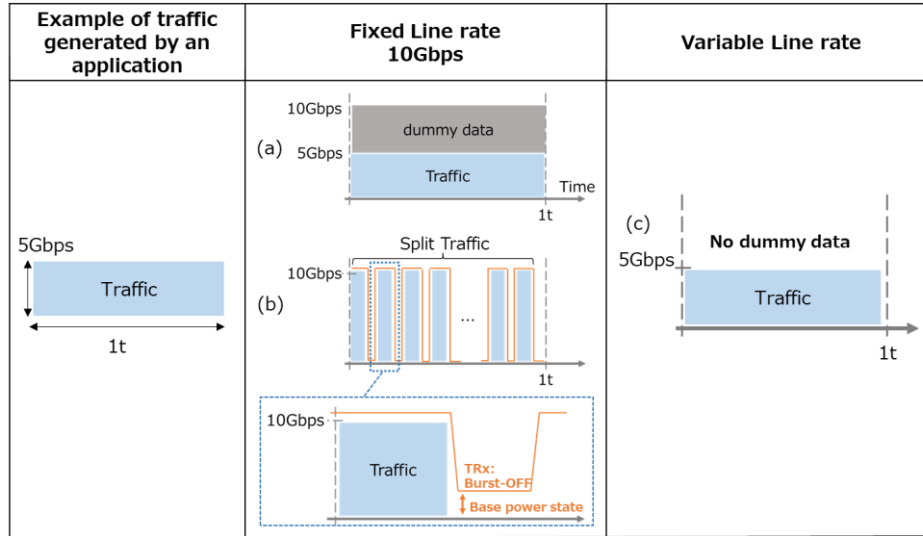 Example of traffic
generated by an
application
Fixed Line rate
10Gbps
Variable Line rate
5Gbps
Traffic
1t
(a)
10Gbps
dummy data
5Gbps
Traffic
Time
1t
Split Traffic
10Gbps
(b)
...
1t
10Gbps
Traffic
TRx:
Burst-OFF
Base power state
(c)
No dummy data
5Gbps
Traffic
1t